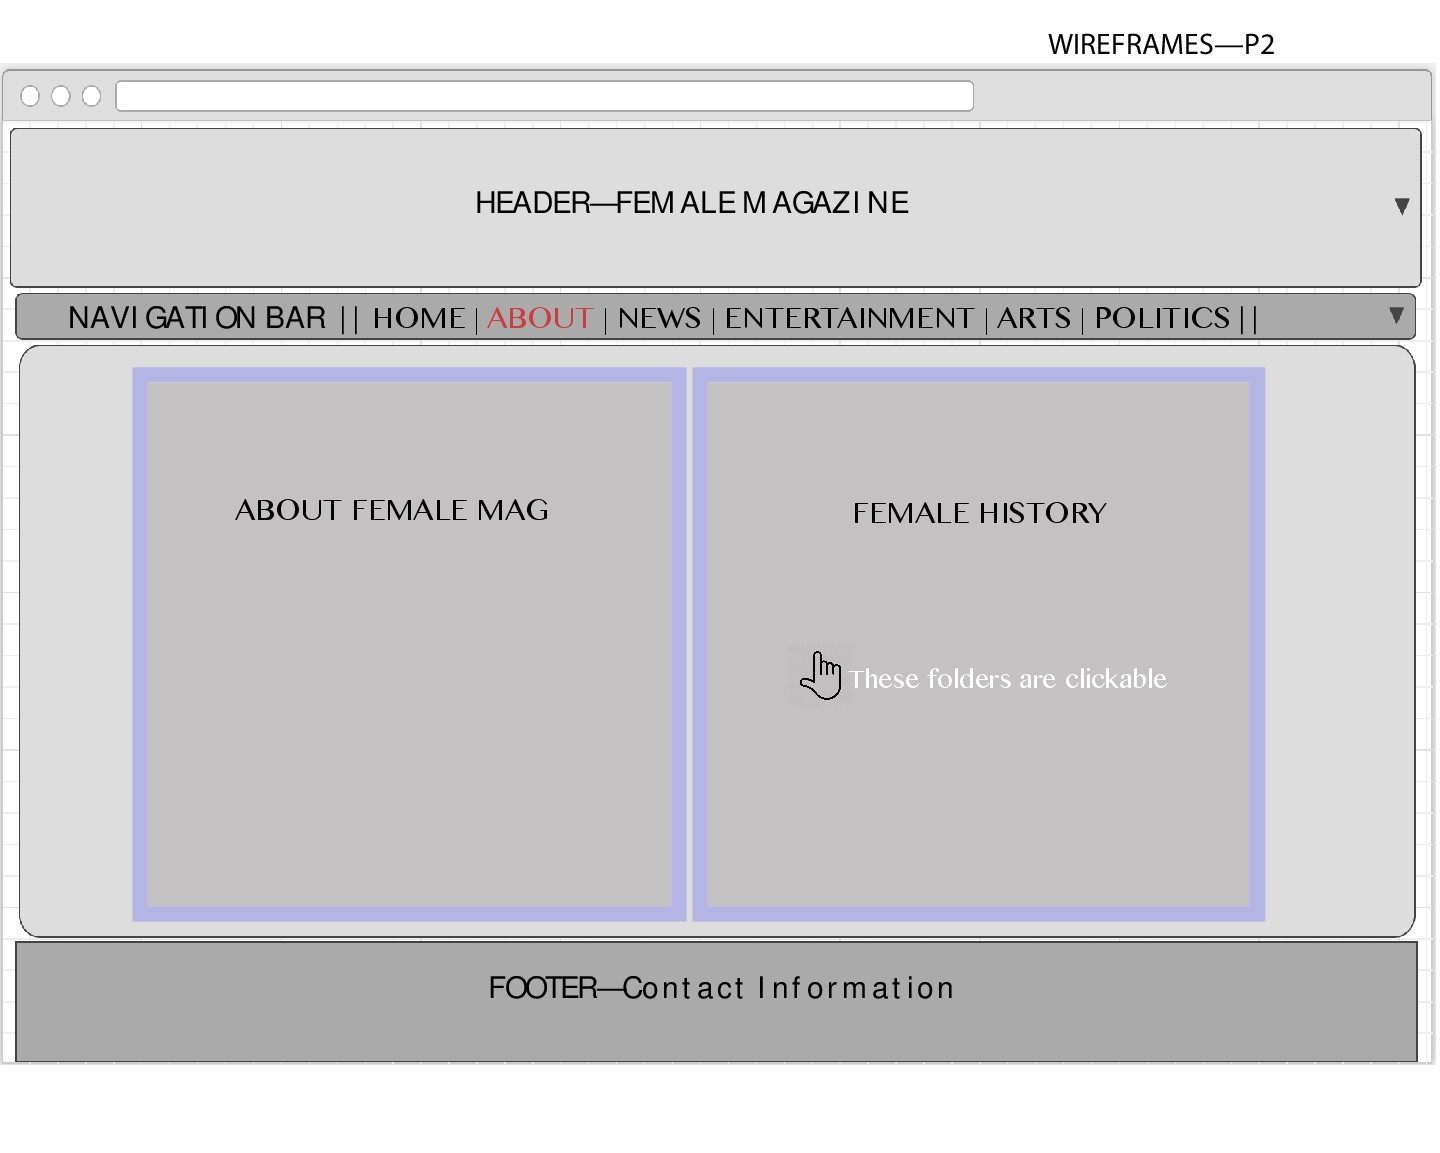 WIREFRAMES—P2
HEADER—FEMALE MAGAZINE
NAVIGATION BAR || HOME | ABOUT | NEWS | ENTERTAINMENT | ARTS | POLITICS ||
ABOUT FEMALE MAG
FEMALE HISTORY
These folders are clickable
FOOTER—Contact Information